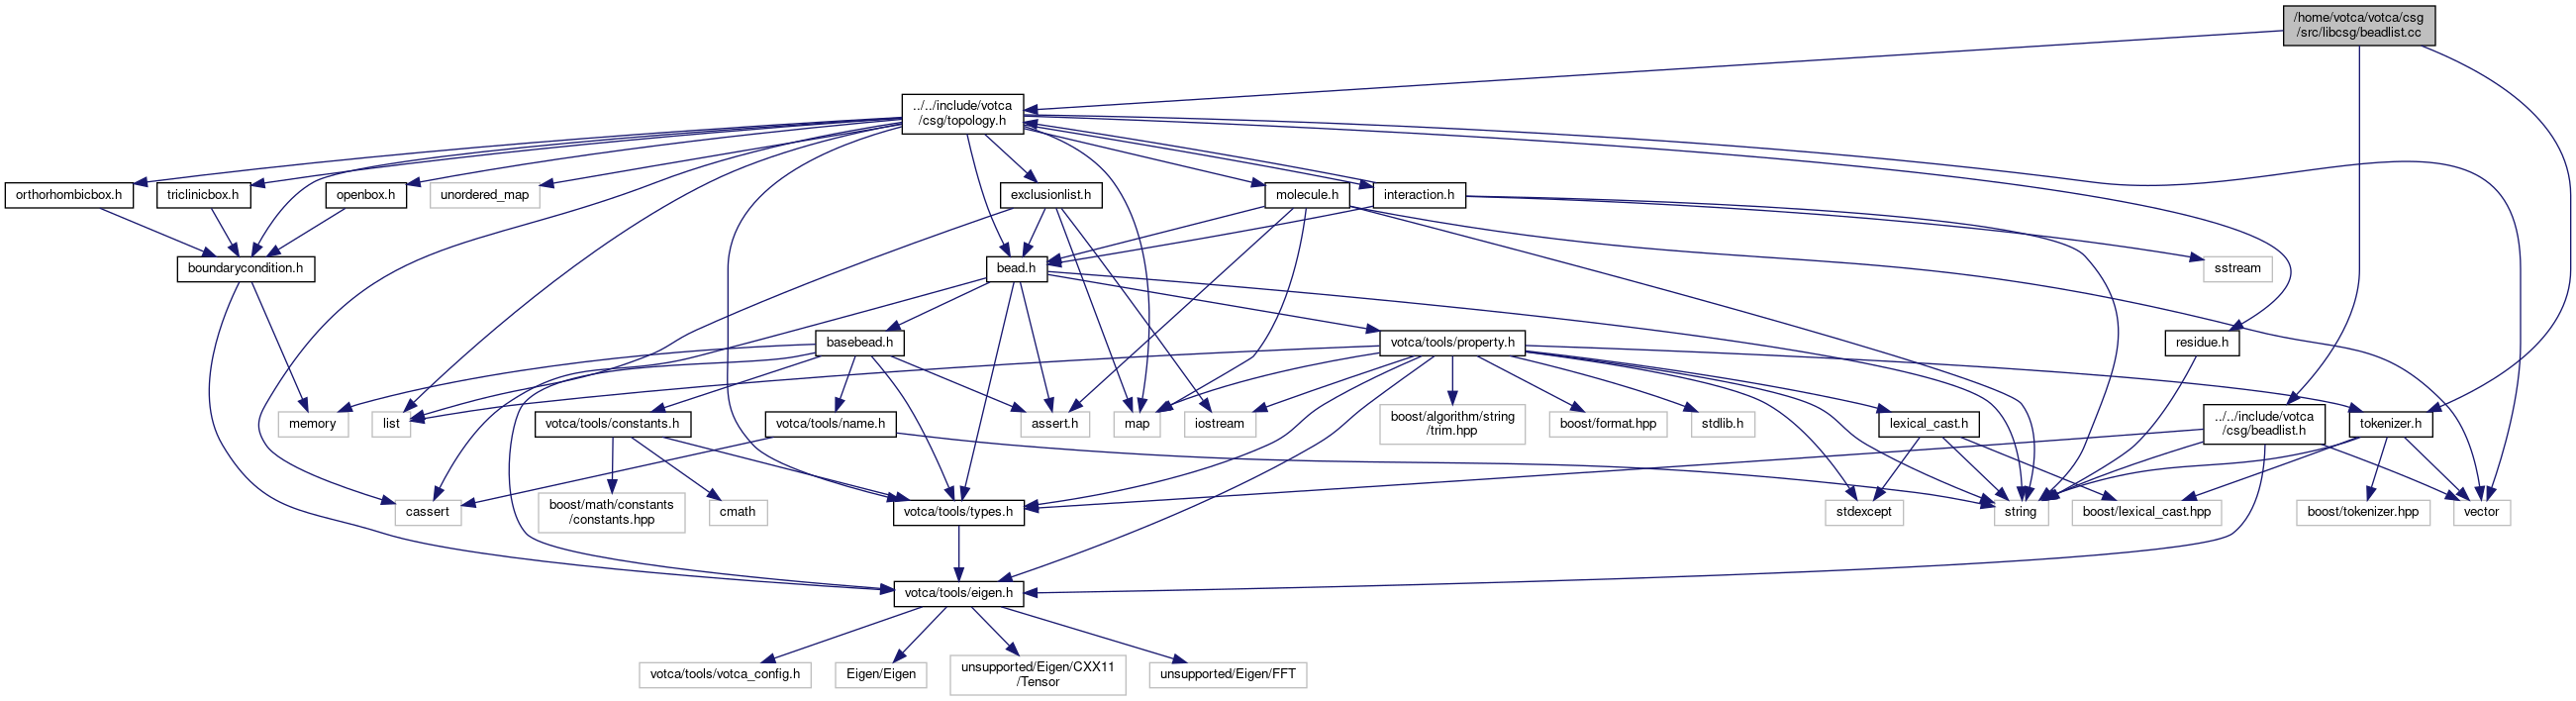 /home/votca/votca/csg
/src/libcsg/beadlist.cc
../../include/votca
/csg/topology.h
orthorhombicbox.h
triclinicbox.h
openbox.h
unordered_map
exclusionlist.h
molecule.h
interaction.h
boundarycondition.h
bead.h
sstream
basebead.h
votca/tools/property.h
residue.h
memory
list
votca/tools/constants.h
votca/tools/name.h
assert.h
map
iostream
boost/algorithm/string
/trim.hpp
boost/format.hpp
stdlib.h
lexical_cast.h
../../include/votca
/csg/beadlist.h
tokenizer.h
cassert
boost/math/constants
/constants.hpp
cmath
votca/tools/types.h
stdexcept
string
boost/lexical_cast.hpp
boost/tokenizer.hpp
vector
votca/tools/eigen.h
votca/tools/votca_config.h
Eigen/Eigen
unsupported/Eigen/CXX11
/Tensor
unsupported/Eigen/FFT